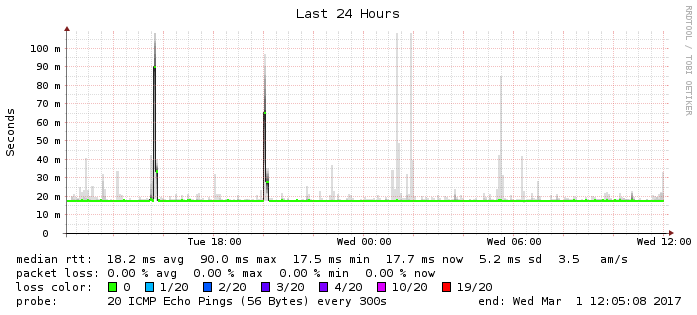 Last 24 Hours
RRDTOOL / TOBI OETIKER
Seconds
100 m
90 m
80 m
70 m
60 m
50 m
40 m
30 m
20 m
10 m
0
Tue 18:00 Wed 00:00 Wed 06:00 Wed 12:00
median rtt: 18.2 ms avg 90.0 ms max 17.5 ms min 17.7 ms now 5.2 ms sd 3.5 am/s
packet loss: 0.00 % avg 0.00 % max 0.00 % min 0.00 % now
loss color: 0 1/20 2/20 3/20 4/20 10/20 19/20
probe: 20 ICMP Echo Pings (56 Bytes) every 300s end: Wed Mar 1 12:05:08 2017